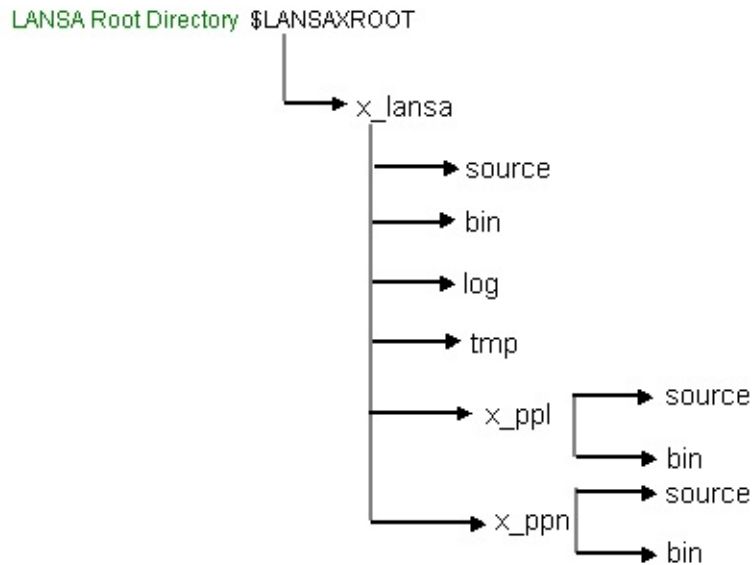 LANSA Root Directory $LANSAXROOT
x_lansa
source
bin
log
tmp
x_ppl
source
bin
x_ppn
source
bin